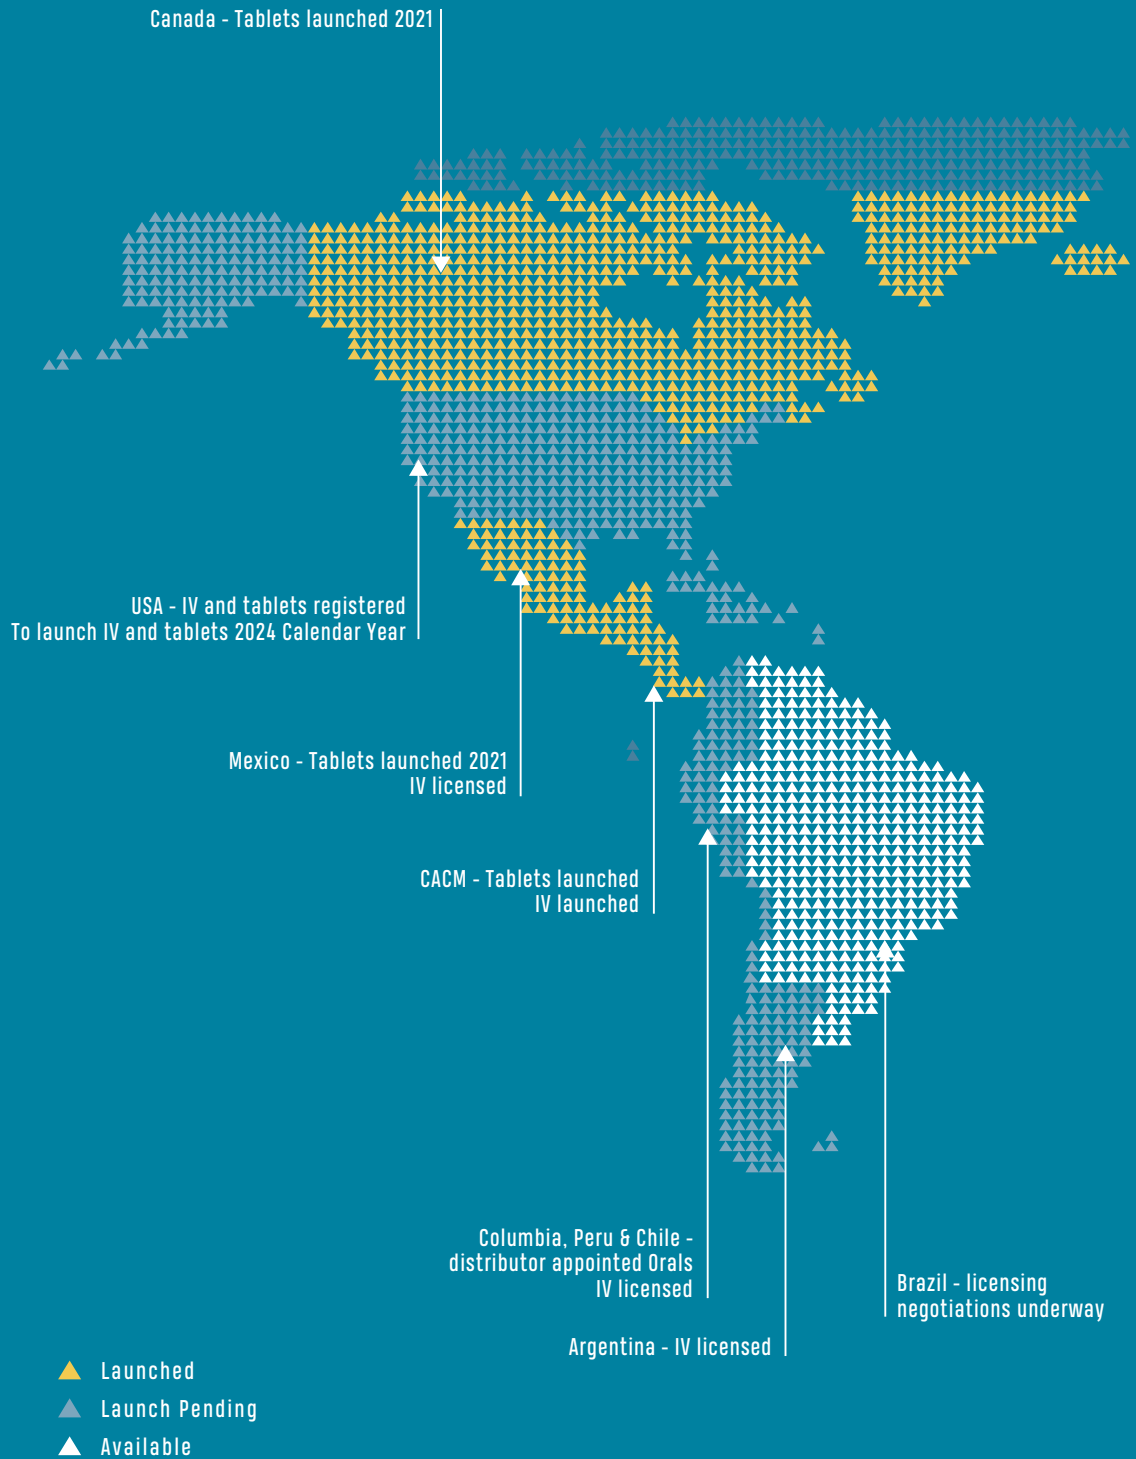 Canada - Tablets launched 2021
USA - IV and tablets registered
To launch IV and tablets 2024 Calendar Year
Mexico - Tablets launched 2021
IV licensed
CACM - Tablets launched
IV launched
Columbia, Peru & Chile -
distributor appointed Orals
IV licensed
Brazil - licensing
negotiations underway
Argentina - IV licensed
Launched
Launch Pending
Available